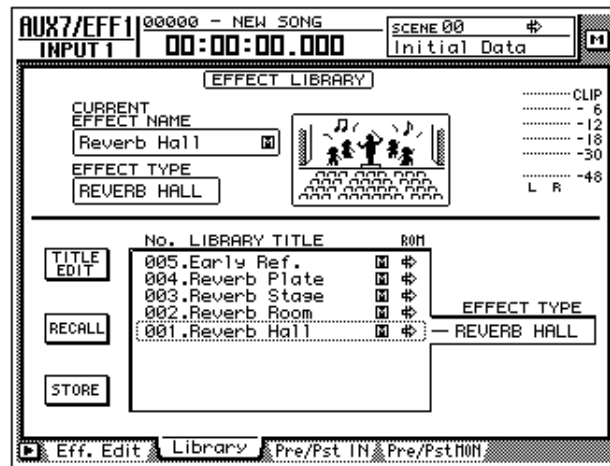 AUX7/EFF1 00000 - NEW SONG SCENE 00
INPUT 1 00:00:00.000 Initial Data M
EFFECT LIBRARY
CURRENT
EFFECT NAME
Reverb Hall M
EFFECT TYPE
REVERB HALL
CLIP
- 6
-12
-18
-30
-48
L R
No. LIBRARY TITLE ROM
TITLE
EDIT
005.Early Ref. M
004.Reverb Plate M
003.Reverb Stage M
002.Reverb Room M
001.Reverb Hall M
EFFECT TYPE
REVERB HALL
RECALL
STORE
Eff. Edit Library Pre/Pst IN Pre/PstMON